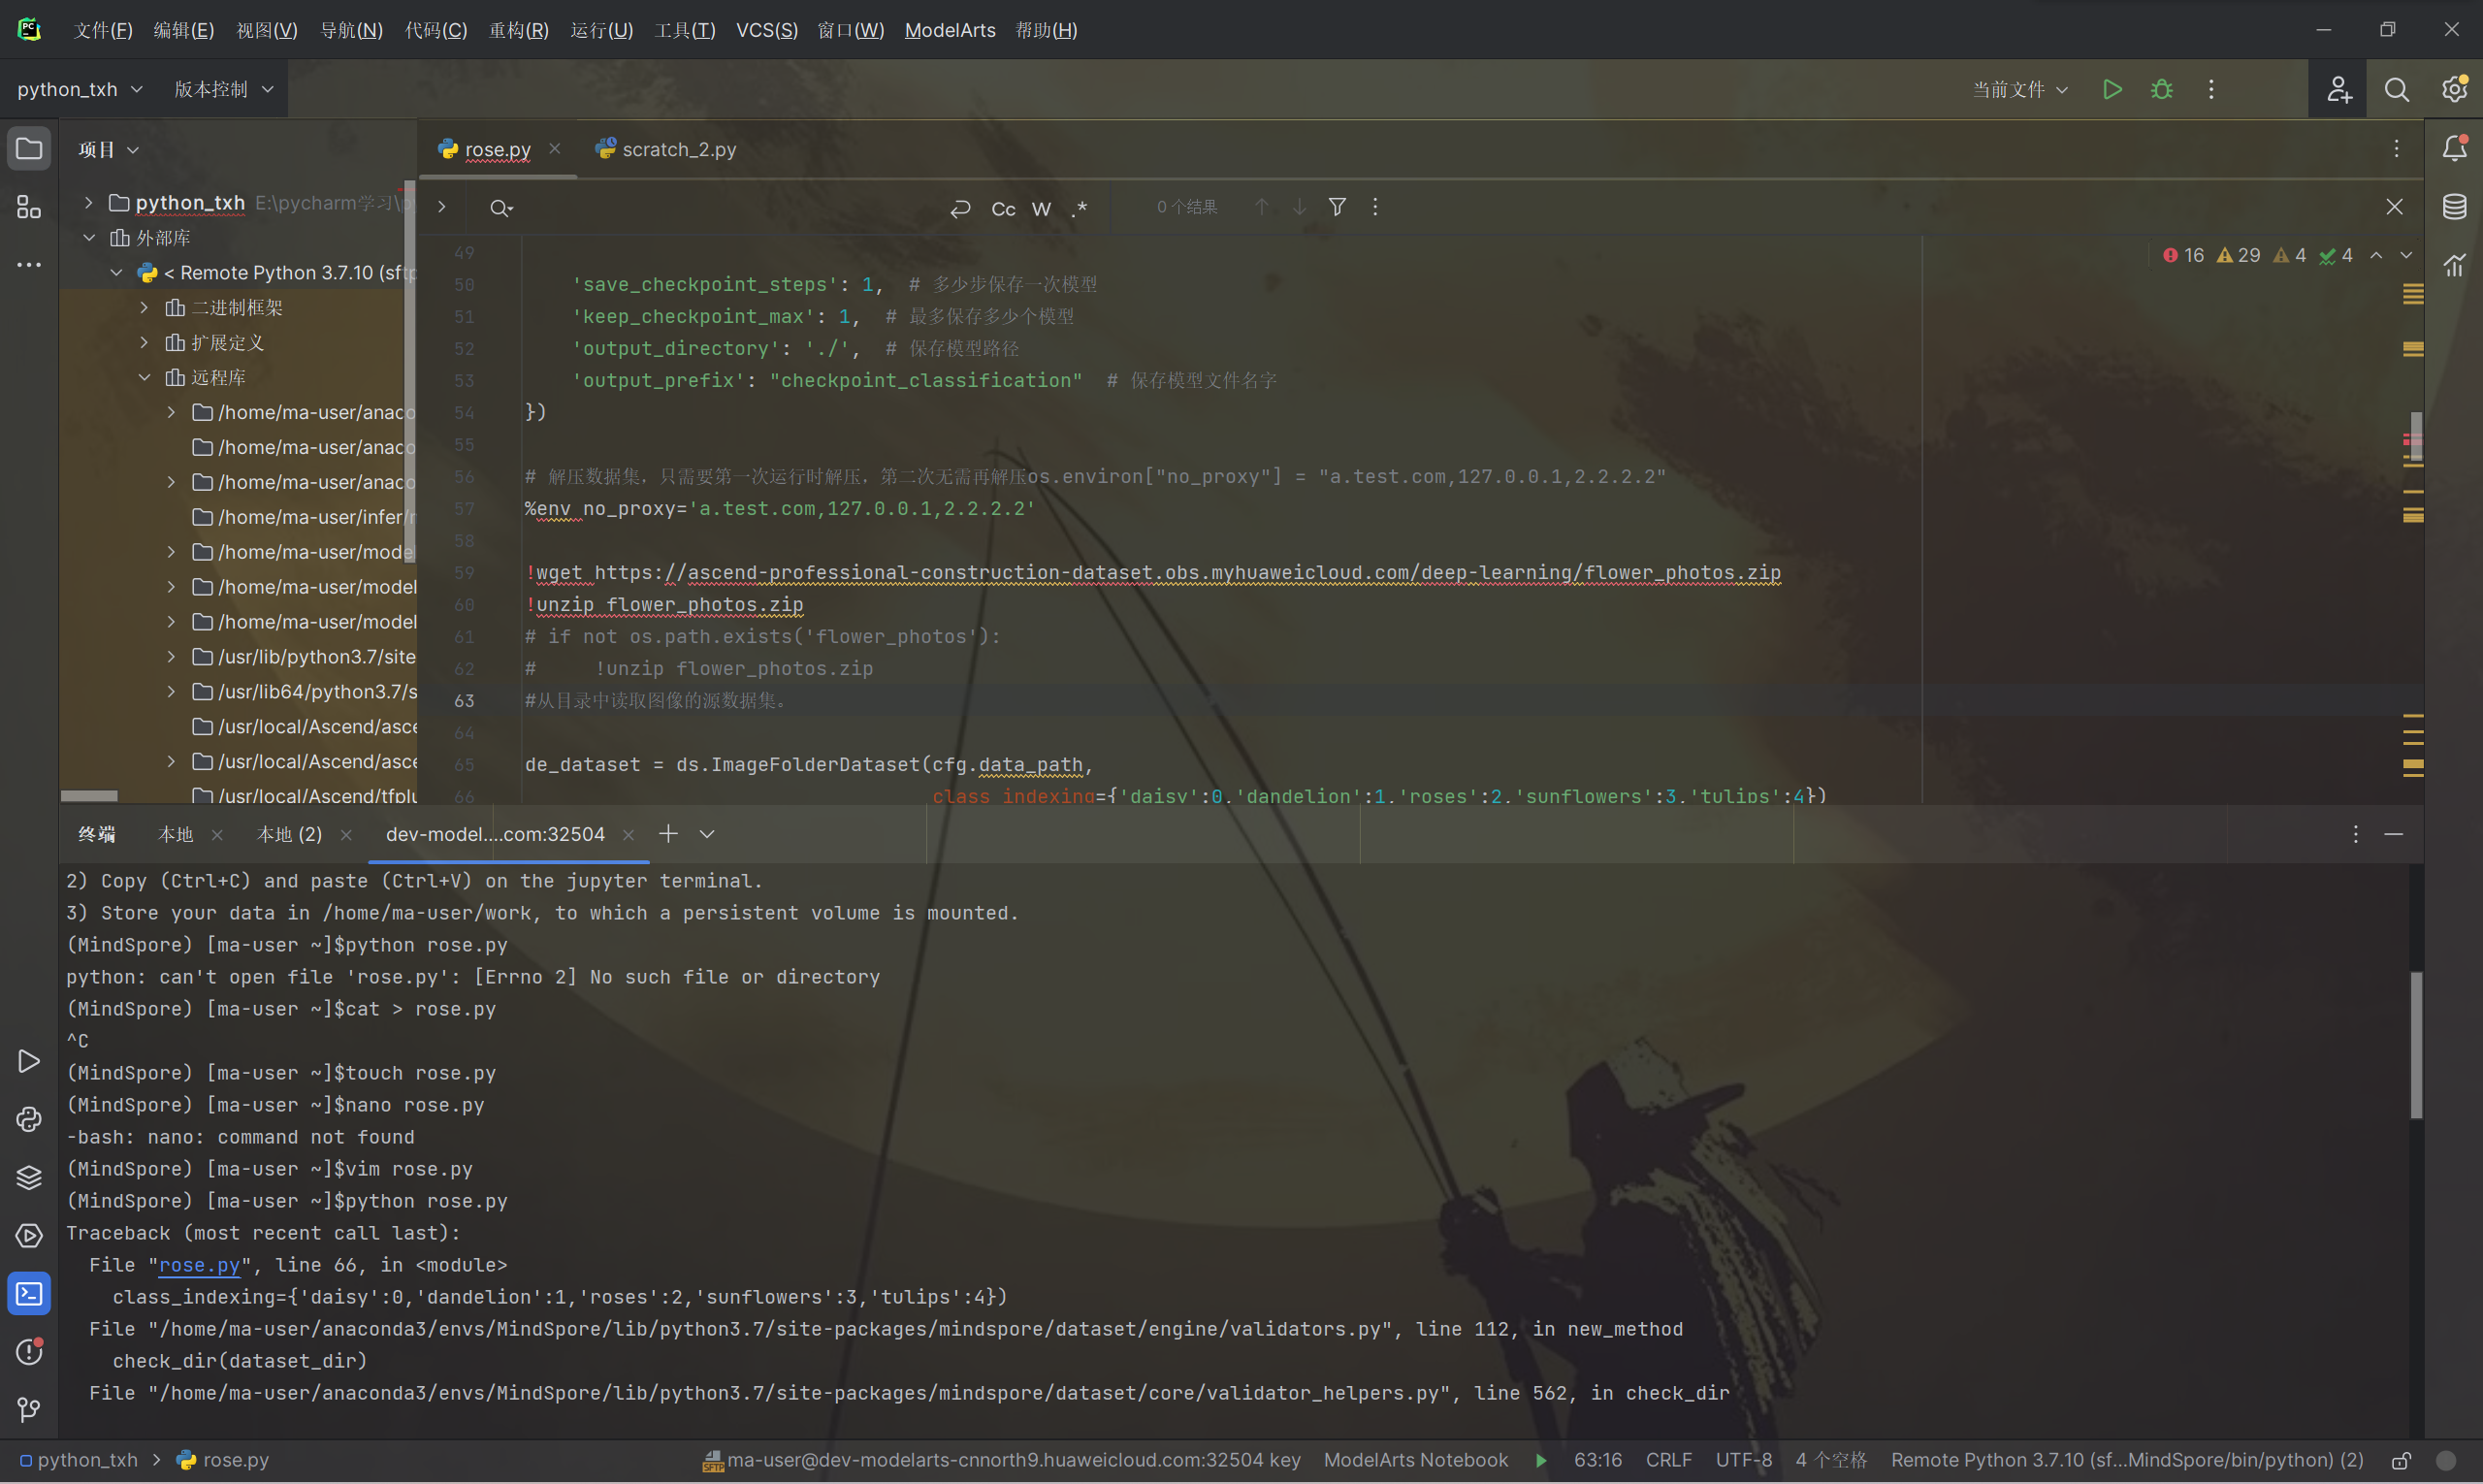 PC 文件(F) 编辑(E) 视图(V) 导航(N) 代码(C) 重构(R) 运行(U) 工具(T) VCS(S) 窗口(W) ModelArts 帮助(H)
python_txh 版本控制 当前文件
项目 rose.py scratch_2.py
python_txh E:\pycharm学习\p
外部库
< Remote Python 3.7.10 (sftp
二进制框架
扩展定义
远程库
/home/ma-user/anaco
/home/ma-user/anaco
/home/ma-user/anaco
/home/ma-user/infer/
/home/ma-user/mode
/home/ma-user/model
/home/ma-user/model
/usr/lib/python3.7/site
/usr/lib64/python3.7/s
/usr/local/Ascend/asce
/usr/local/Ascend/asce
/usr/local/Ascend/tfplu
Cc W .* 0 个结果
16 29 4 4
49
50 'save_checkpoint_steps': 1, # 多少步保存一次模型
51 'keep_checkpoint_max': 1, # 最多保存多少个模型
52 'output_directory': './', # 保存模型路径
53 'output_prefix': "checkpoint_classification" # 保存模型文件名字
54 })
55
56 # 解压数据集，只需要第一次运行时解压，第二次无需再解压os.environ["no_proxy"] = "a.test.com,127.0.0.1,2.2.2.2"
57 %env no_proxy='a.test.com,127.0.0.1,2.2.2.2'
58
59 !wget https://ascend-professional-construction-dataset.obs.myhuaweicloud.com/deep-learning/flower_photos.zip
60 !unzip flower_photos.zip
61 # if not os.path.exists('flower_photos'):
62 #     !unzip flower_photos.zip
63 #从目录中读取图像的源数据集。
64
65 de_dataset = ds.ImageFolderDataset(cfg.data_path,
66 class_indexing={'daisy':0,'dandelion':1,'roses':2,'sunflowers':3,'tulips':4})
终端 本地 本地 (2) dev-model....com:32504
2) Copy (Ctrl+C) and paste (Ctrl+V) on the jupyter terminal.
3) Store your data in /home/ma-user/work, to which a persistent volume is mounted.
(MindSpore) [ma-user ~]$python rose.py
python: can't open file 'rose.py': [Errno 2] No such file or directory
(MindSpore) [ma-user ~]$cat > rose.py
^C
(MindSpore) [ma-user ~]$touch rose.py
(MindSpore) [ma-user ~]$nano rose.py
-bash: nano: command not found
(MindSpore) [ma-user ~]$vim rose.py
(MindSpore) [ma-user ~]$python rose.py
Traceback (most recent call last):
File "rose.py", line 66, in <module>
class_indexing={'daisy':0,'dandelion':1,'roses':2,'sunflowers':3,'tulips':4})
File "/home/ma-user/anaconda3/envs/MindSpore/lib/python3.7/site-packages/mindspore/dataset/engine/validators.py", line 112, in new_method
check_dir(dataset_dir)
File "/home/ma-user/anaconda3/envs/MindSpore/lib/python3.7/site-packages/mindspore/dataset/core/validator_helpers.py", line 562, in check_dir
python_txh > rose.py SFTP ma-user@dev-modelarts-cnnorth9.huaweicloud.com:32504 key ModelArts Notebook 63:16 CRLF UTF-8 4 个空格 Remote Python 3.7.10 (sf...MindSpore/bin/python) (2)